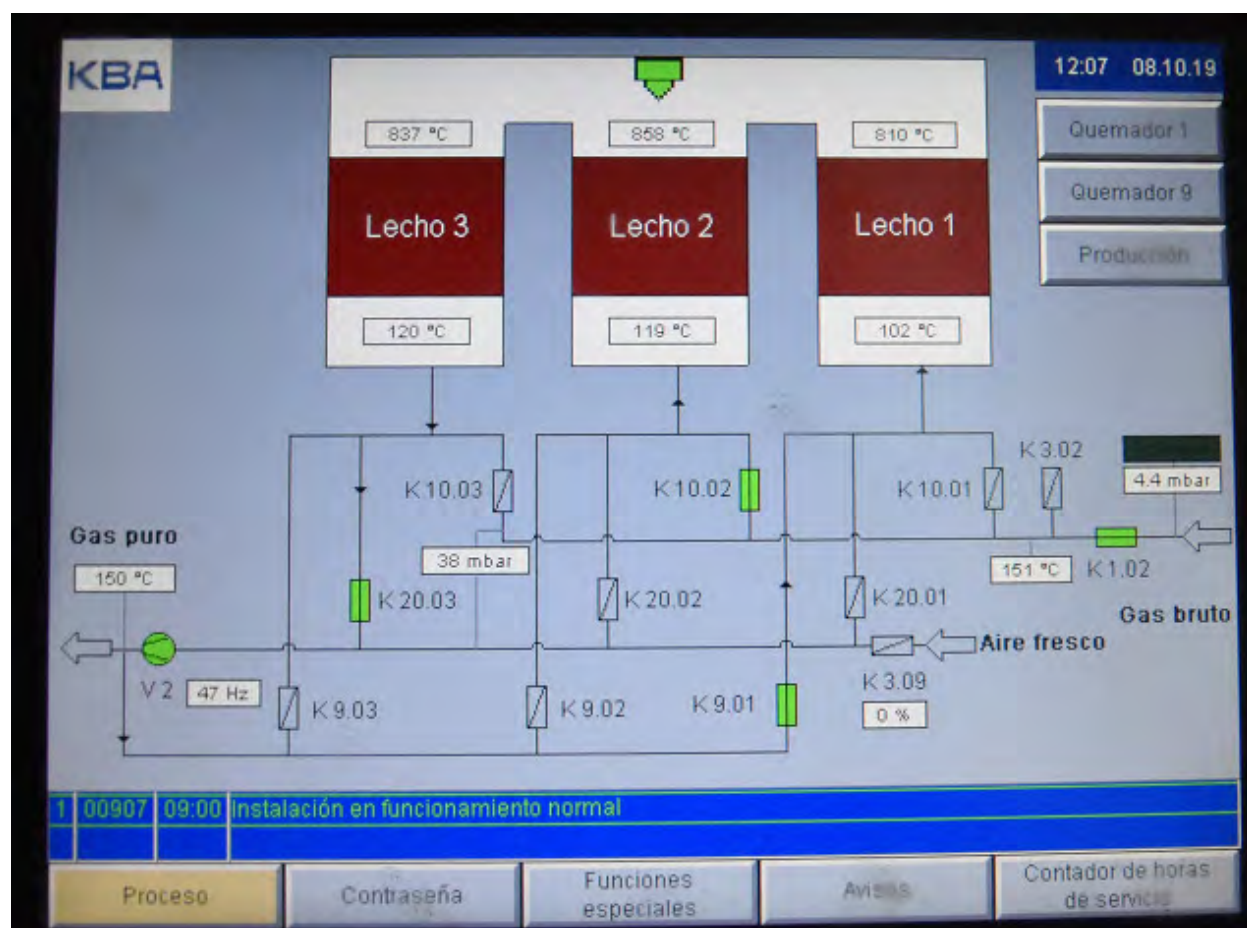 KBA
12:07 08.10.19
Quemador 1
Quemador 9
Producción
837 °C
858 °C
810 °C
Lecho 3
Lecho 2
Lecho 1
120 °C
119 °C
102 °C
K 3.02
K 10.03
K 10.02
K 10.01
4.4 mbar
Gas puro
38 mbar
150 °C
151 °C
K 1.02
K 20.03
K 20.02
K 20.01
Gas bruto
Aire fresco
V 2
47 Hz
K 9.03
K 9.02
K 9.01
K 3.09
0 %
1 00907 09:00 Instalación en funcionamiento normal
Proceso
Contraseña
Funciones
especiales
Avisos
Contador de horas
de servicio